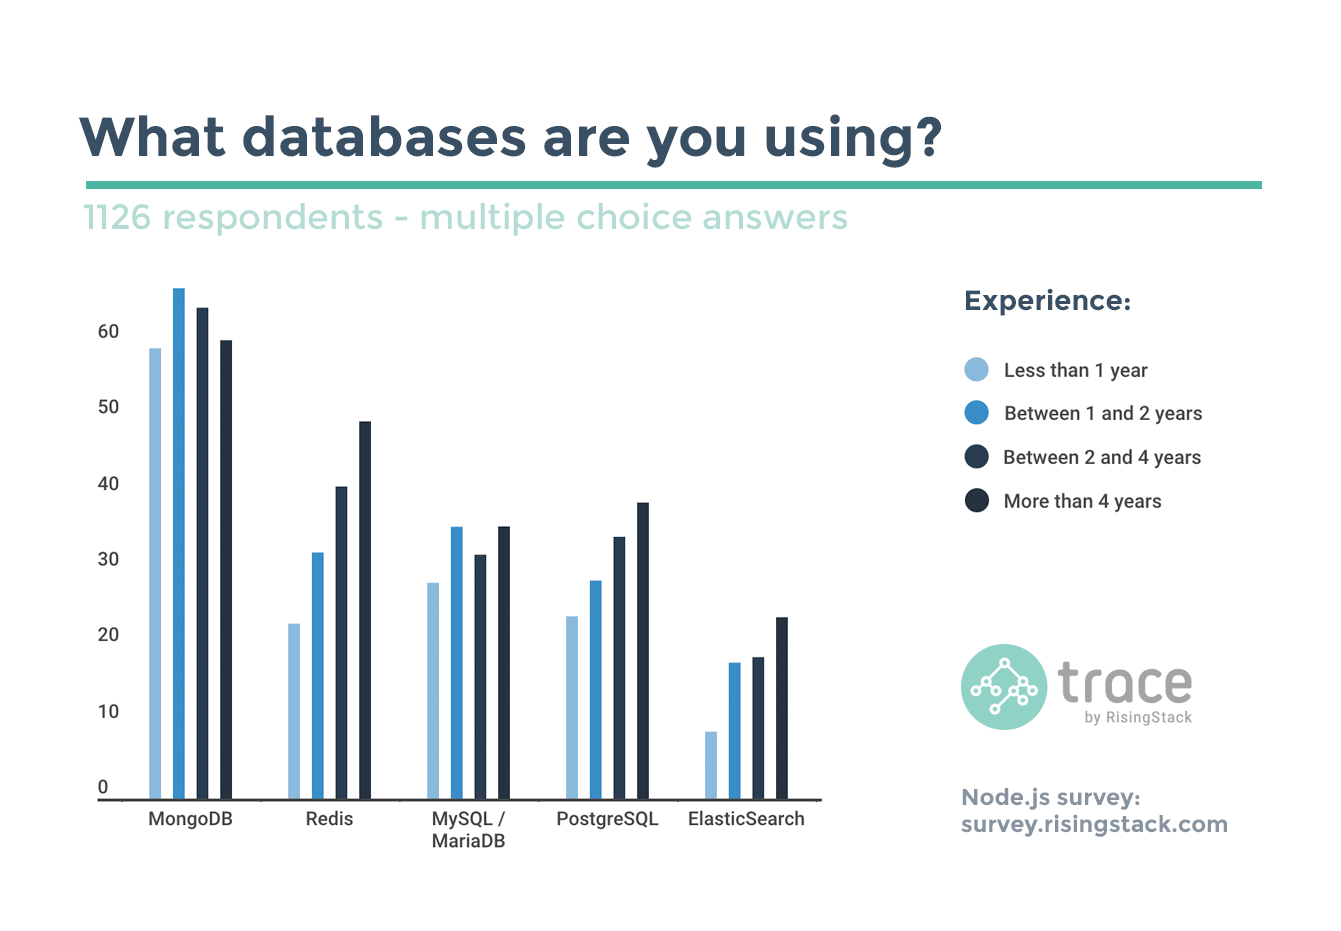 What databases are you using?
1126 respondents - multiple choice answers
60
50
40
30
20
10
0
MongoDB
Redis
MySQL /
MariaDB
PostgreSQL
ElasticSearch
Experience:
Less than 1 year
Between 1 and 2 years
Between 2 and 4 years
More than 4 years
trace
by RisingStack
Node.js survey:
survey.risingstack.com